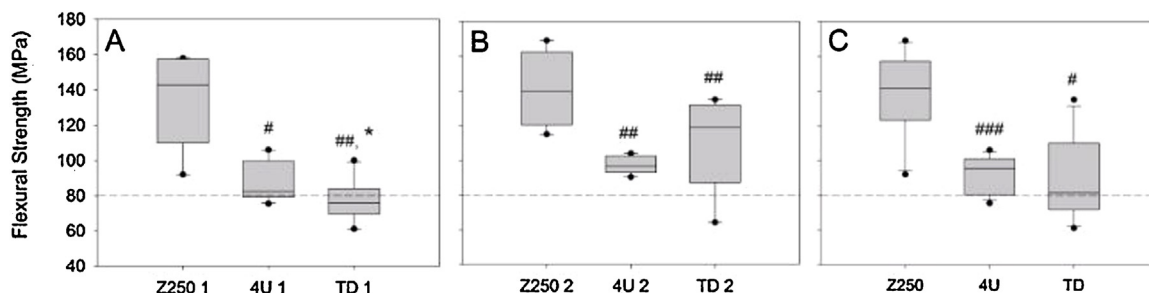 Flexural Strength (MPa)
180
160
140
120
100
80
60
40
A
#
##, *
Z250 1 4U 1 TD 1
B
##
##
Z250 2 4U 2 TD 2
C
###
#
Z250 4U TD